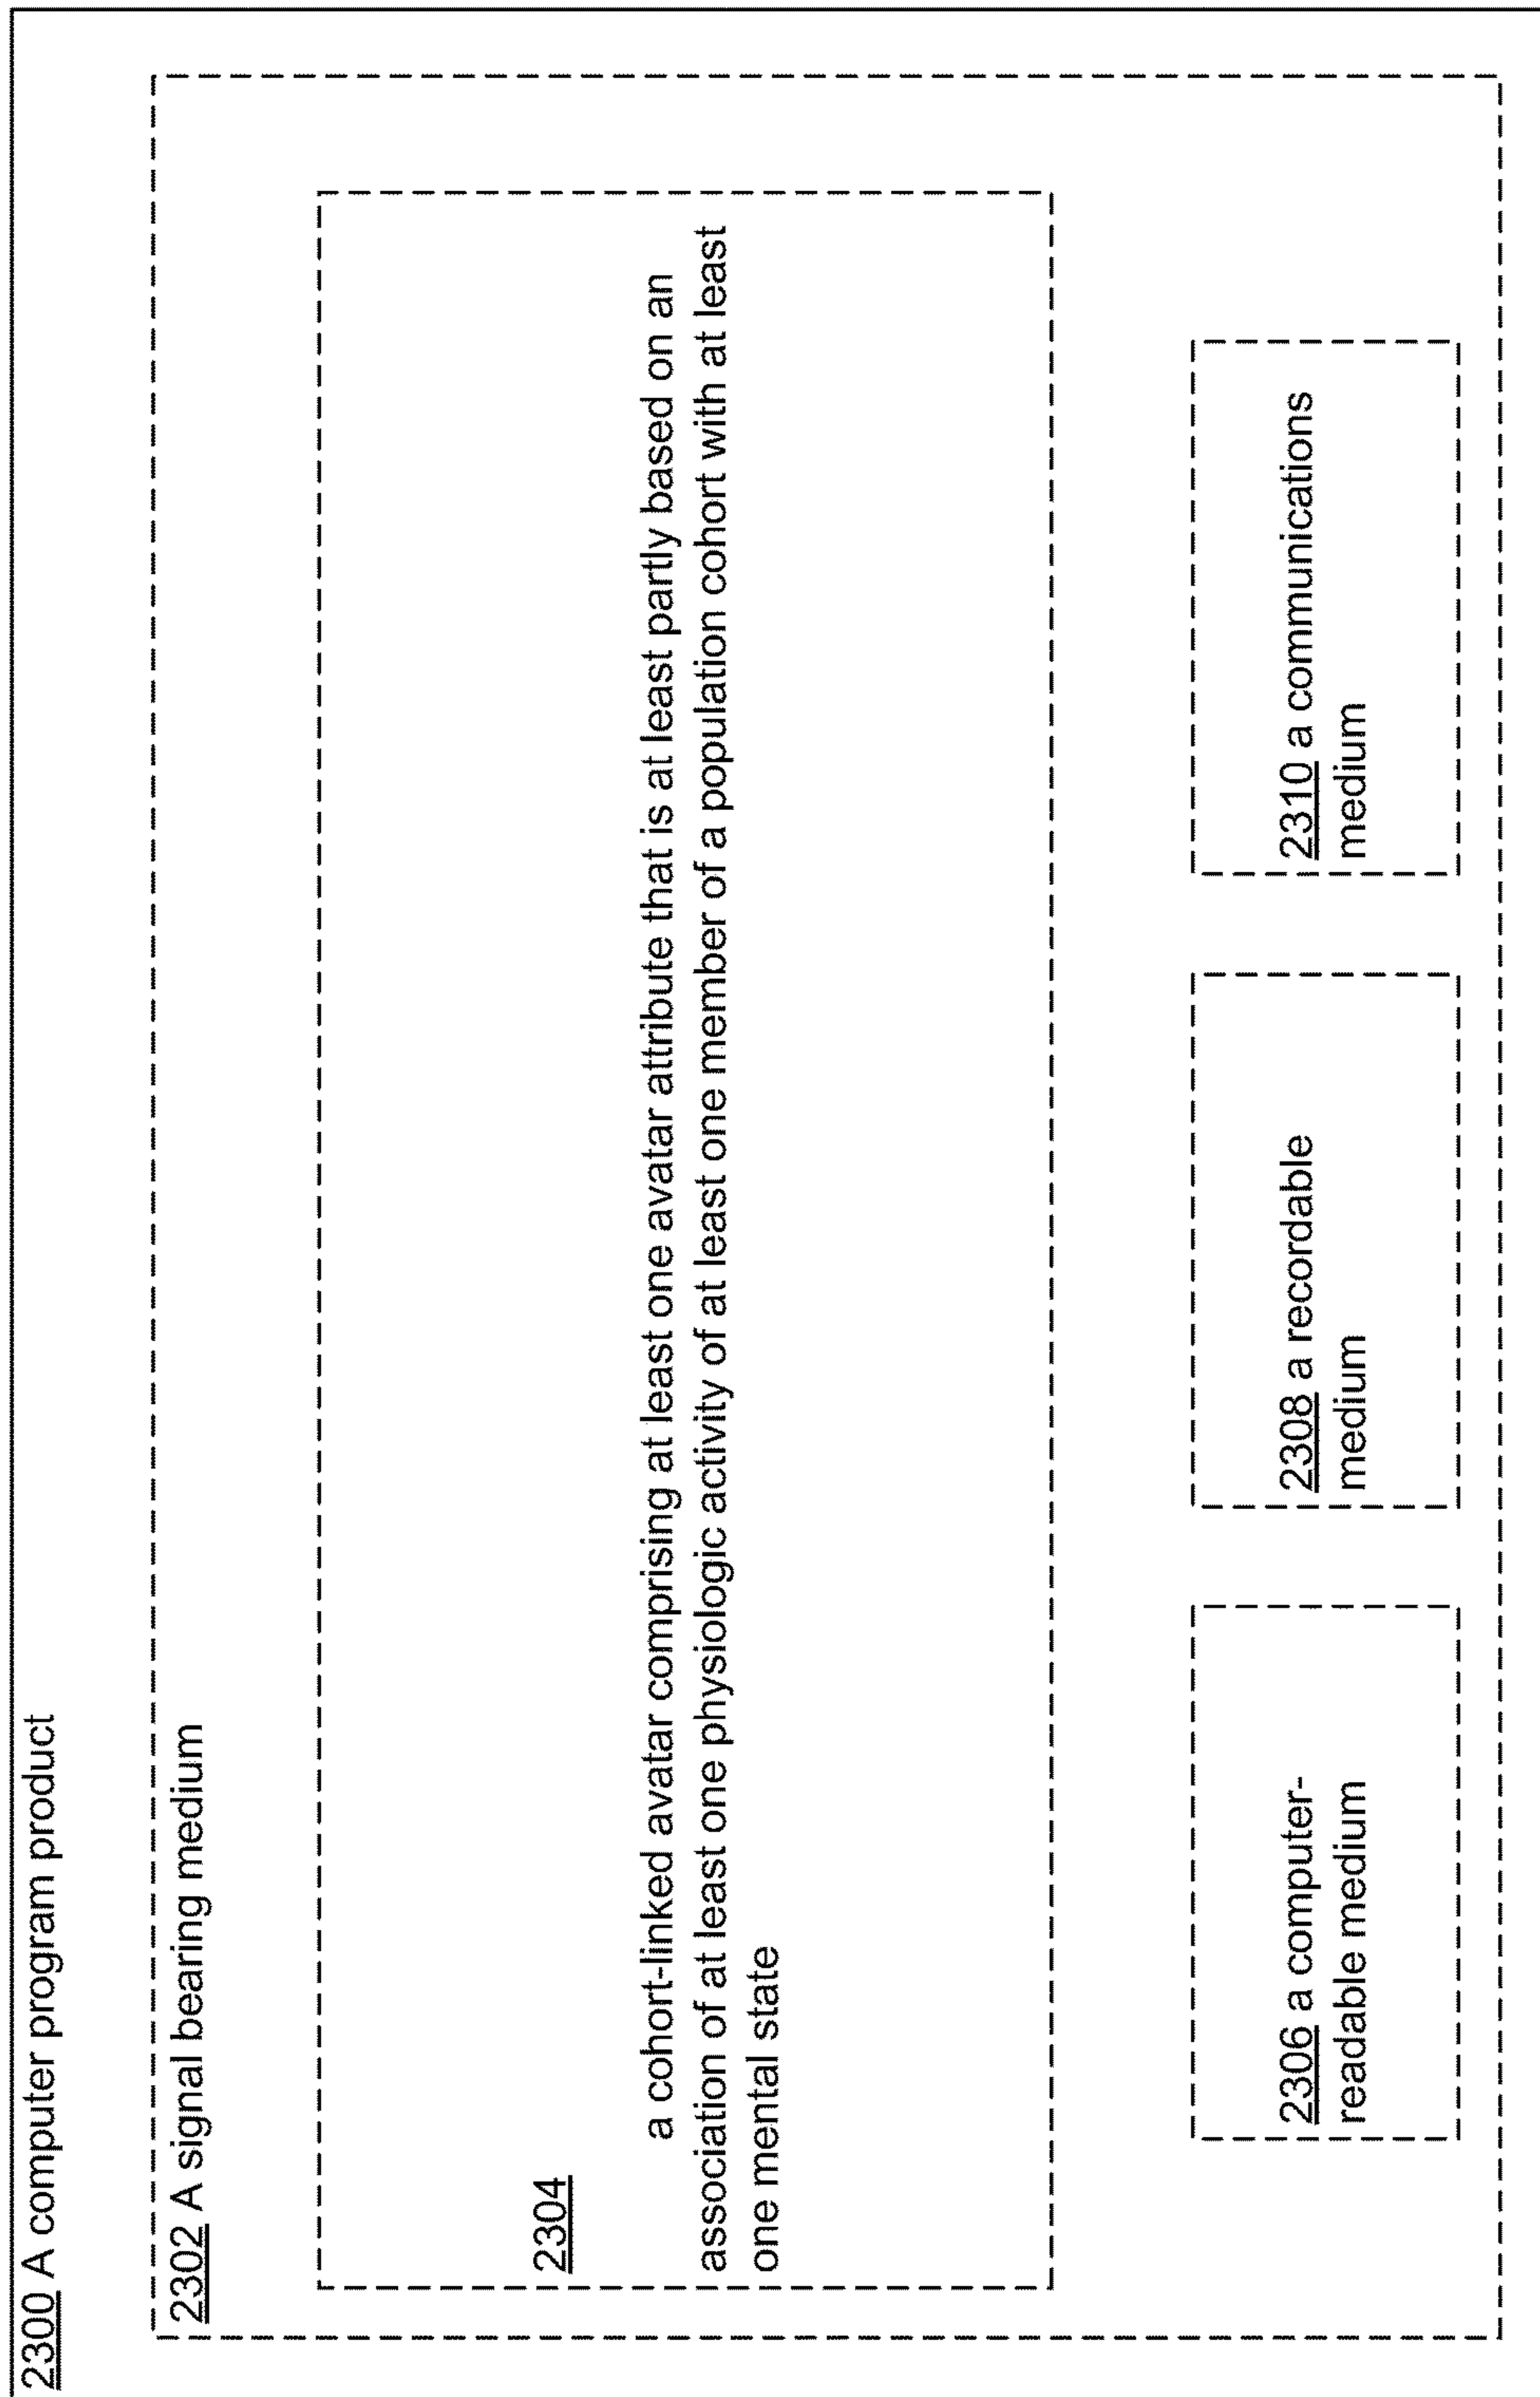 2300 A computer program product
2302 A signal bearing medium
2304
a cohort-linked avatar comprising at least one avatar attribute that is at least partly based on an
association of at least one physiologic activity of at least one member of a population cohort with at least
one mental state
2306 a computer-
readable medium
2308 a recordable
medium
2310 a communications
medium